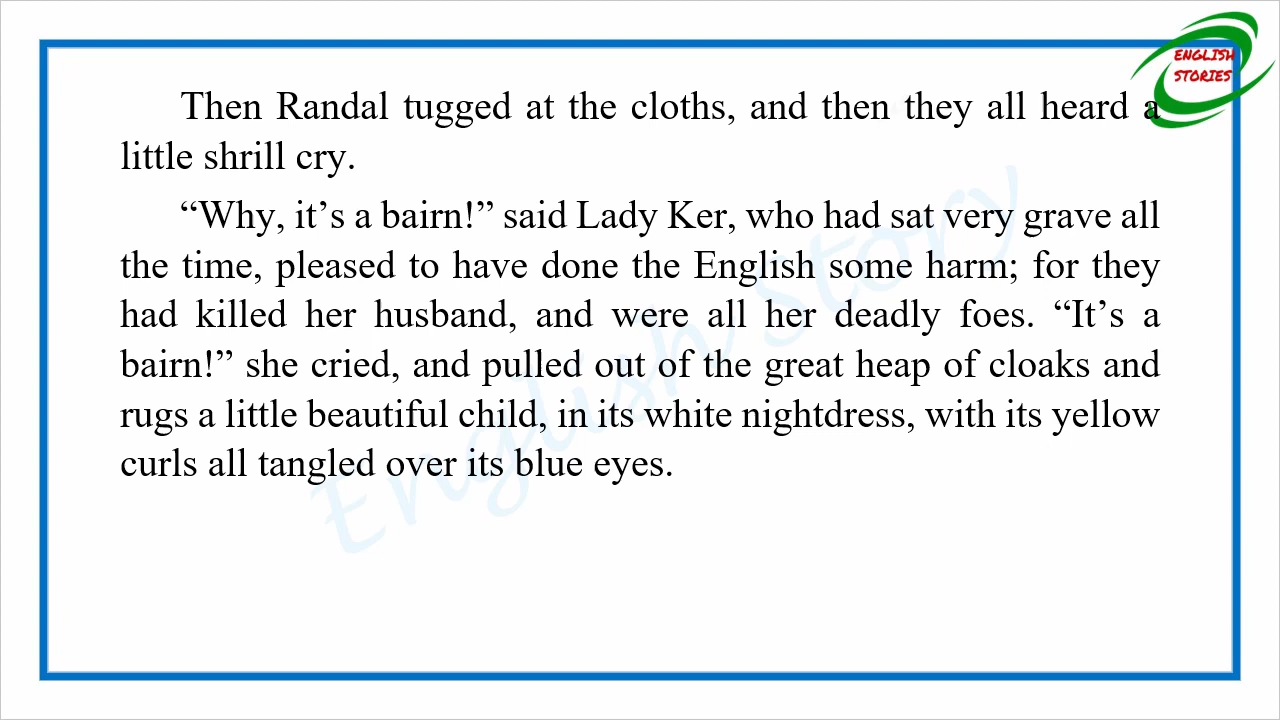 ENGLISH
STORIES
Then Randal tugged at the cloths, and then they all heard a
little shrill cry.
“Why, it’s a bairn!” said Lady Ker, who had sat very grave all
the time, pleased to have done the English some harm; for they
had killed her husband, and were all her deadly foes. “It’s a
bairn!” she cried, and pulled out of the great heap of cloaks and
rugs a little beautiful child, in its white nightdress, with its yellow
curls all tangled over its blue eyes.
English Story